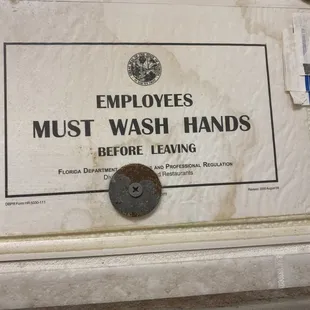 EMPLOYEES
MUST WASH HANDS
BEFORE LEAVING
FLORIDA DEPARTMENT AND PROFESSIONAL REGULATION
Restaurants